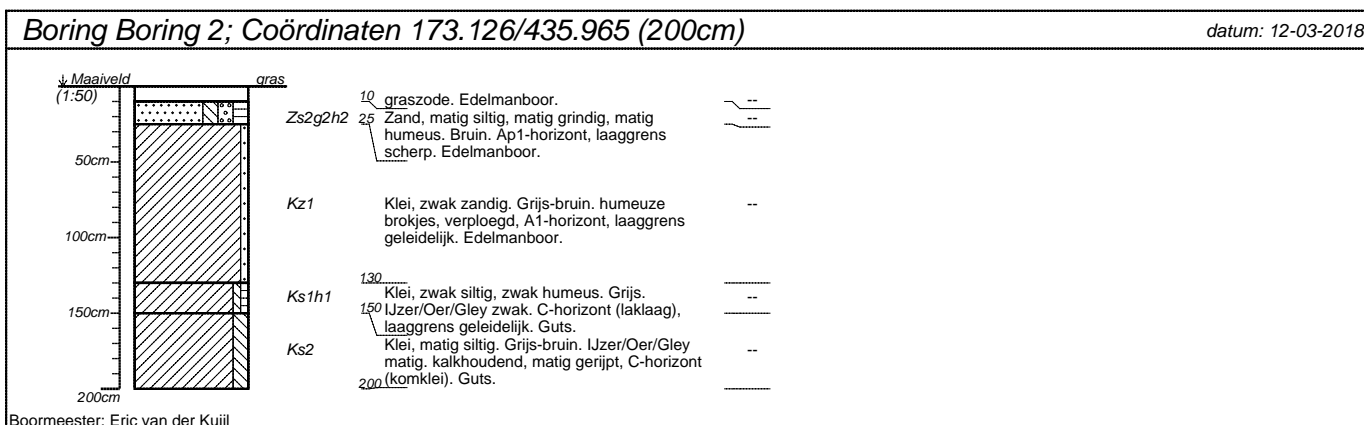 Boring Boring 2; Coördinaten 173.126/435.965 (200cm)
datum: 12-03-2018
Maaiveld
gras
(1:50)
10 graszode. Edelmanboor.
--
Zs2g2h2 25 Zand, matig siltig, matig grindig, matig
--
humeus. Bruin. Ap1-horizont, laaggrens
scherp. Edelmanboor.
50cm
Kz1 Klei, zwak zandig. Grijs-bruin. humeuze
--
brokjes, verploegd, A1-horizont, laaggrens
geleidelijk. Edelmanboor.
100cm
130
Ks1h1 Klei, zwak siltig, zwak humeus. Grijs.
--
150 IJzer/Oer/Gley zwak. C-horizont (laklaag),
150cm
laaggrens geleidelijk. Guts.
Ks2 Klei, matig siltig. Grijs-bruin. IJzer/Oer/Gley
--
matig. kalkhoudend, matig gerijpt, C-horizont
200 (komklei). Guts.
200cm
Boormeester: Eric van der Kuijl